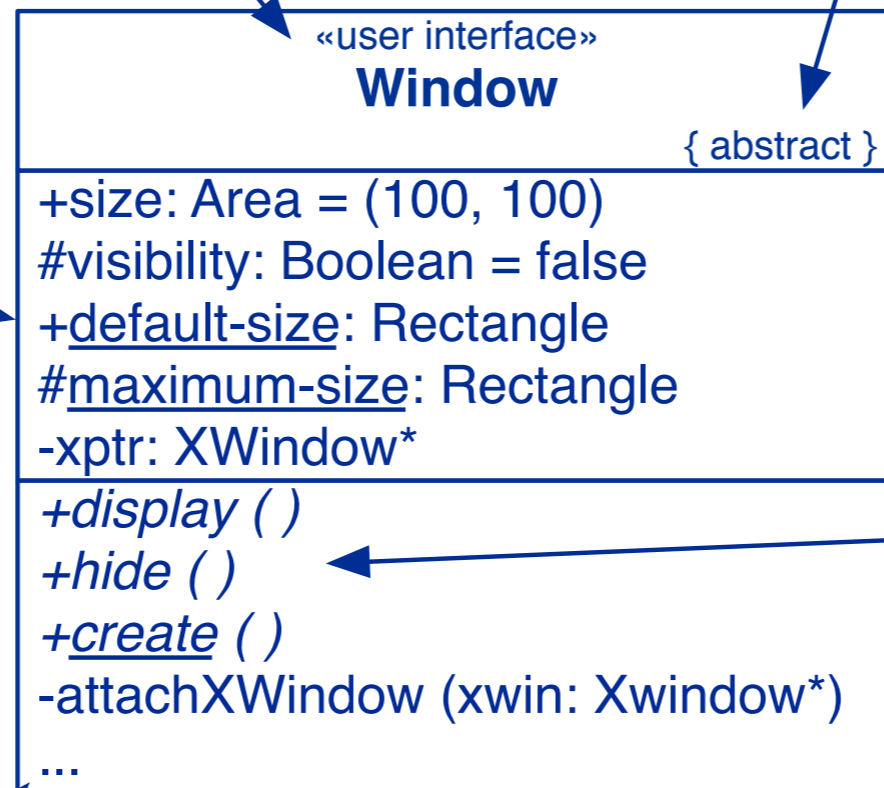 «user interface»
Window
{ abstract }
+size: Area = (100, 100)
#visibility: Boolean = false
+default-size: Rectangle
#maximum-size: Rectangle
-xptr: XWindow*
+display ( )
+hide ( )
+create ( )
-attachXWindow (xwin: Xwindow*)
...